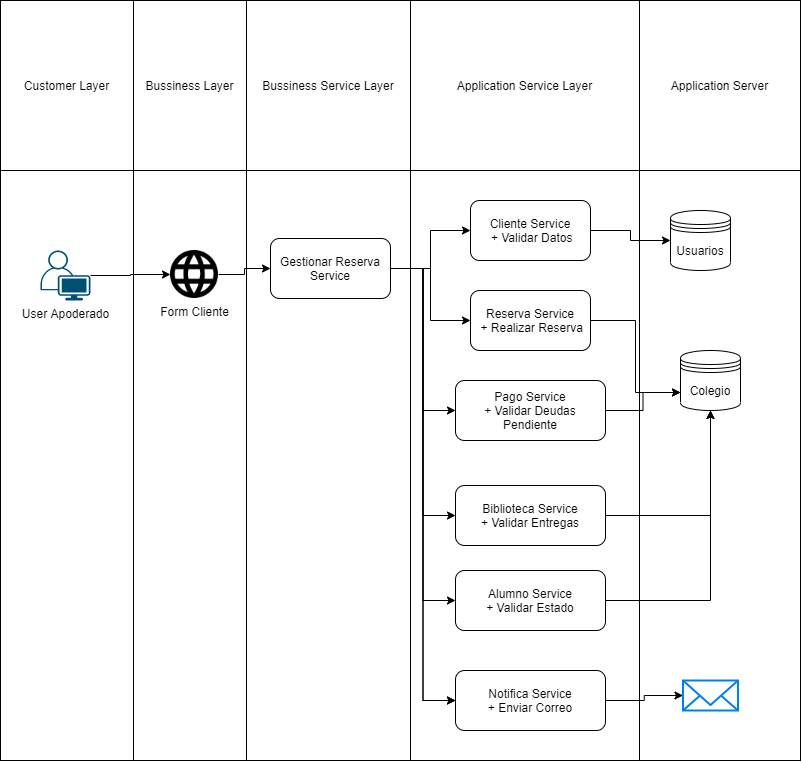 Customer Layer
Bussiness Layer
Bussiness Service Layer
Application Service Layer
Application Server
User Apoderado
Form Cliente
Gestionar Reserva
Service
Cliente Service
+ Validar Datos
Usuarios
Reserva Service
+ Realizar Reserva
Colegio
Pago Service
+ Validar Deudas
Pendiente
Biblioteca Service
+ Validar Entregas
Alumno Service
+ Validar Estado
Notifica Service
+ Enviar Correo